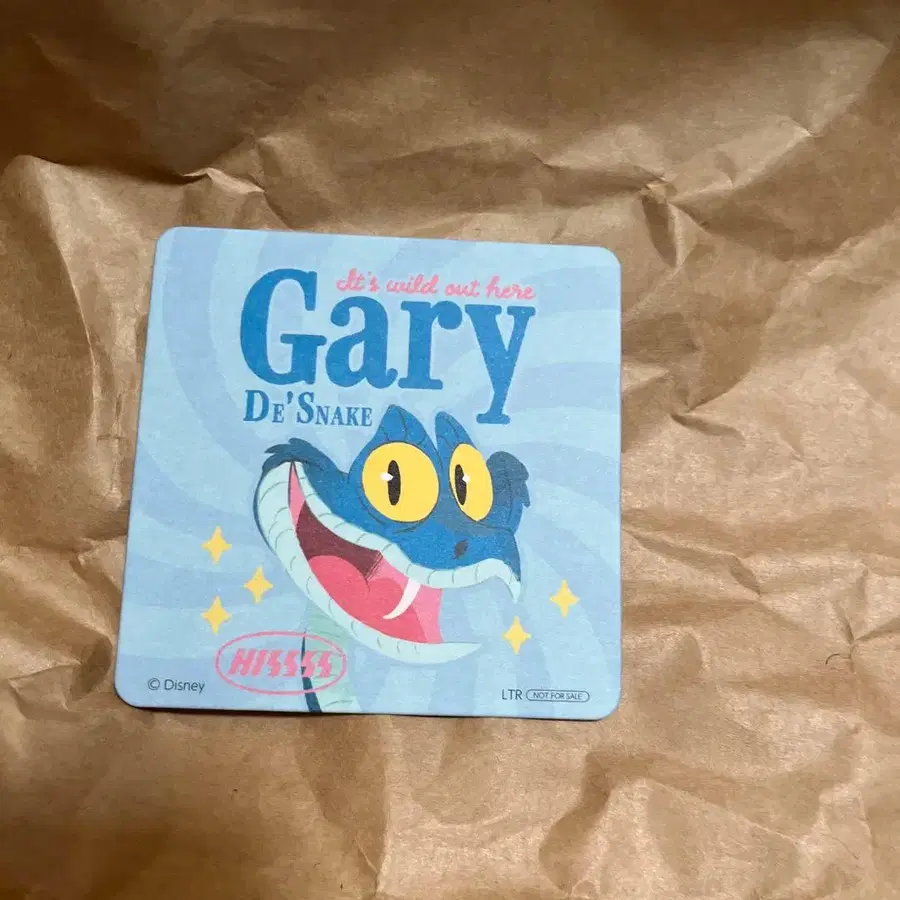 It's wild out here
Gary
DE'SNAKE
HISSSS
© Disney
LTR NOT FOR SALE